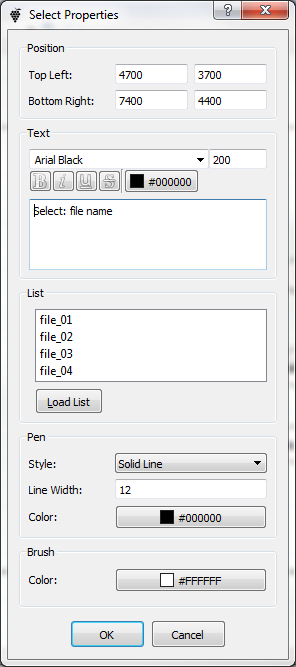 Select Properties ?
Position
Top Left: 4700 3700
Bottom Right: 7400 4400
Text
Arial Black 200
B i U S #000000
Select: file name
List
file_01
file_02
file_03
file_04
Load List
Pen
Style: Solid Line
Line Width: 12
Color: #000000
Brush
Color: #FFFFFF
OK Cancel